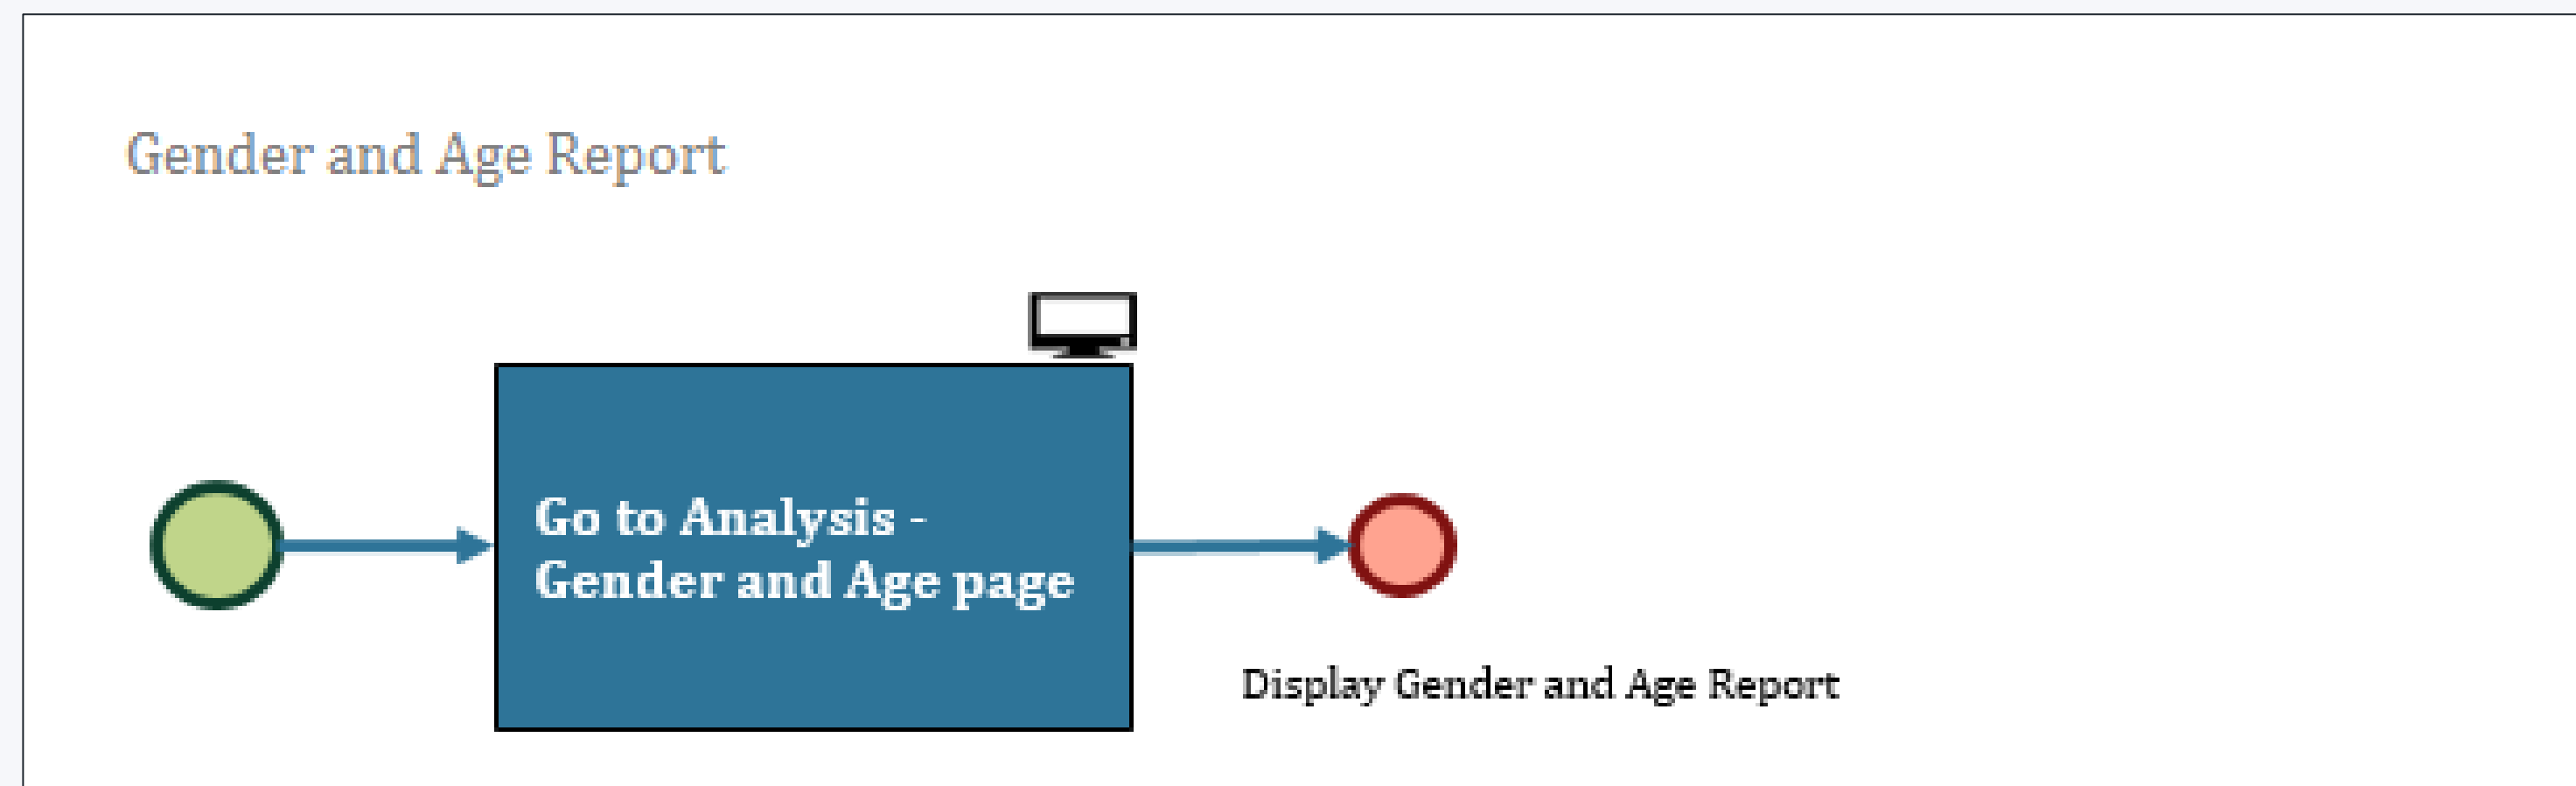 Gender and Age Report
Go to Analysis -
Gender and Age page
Display Gender and Age Report